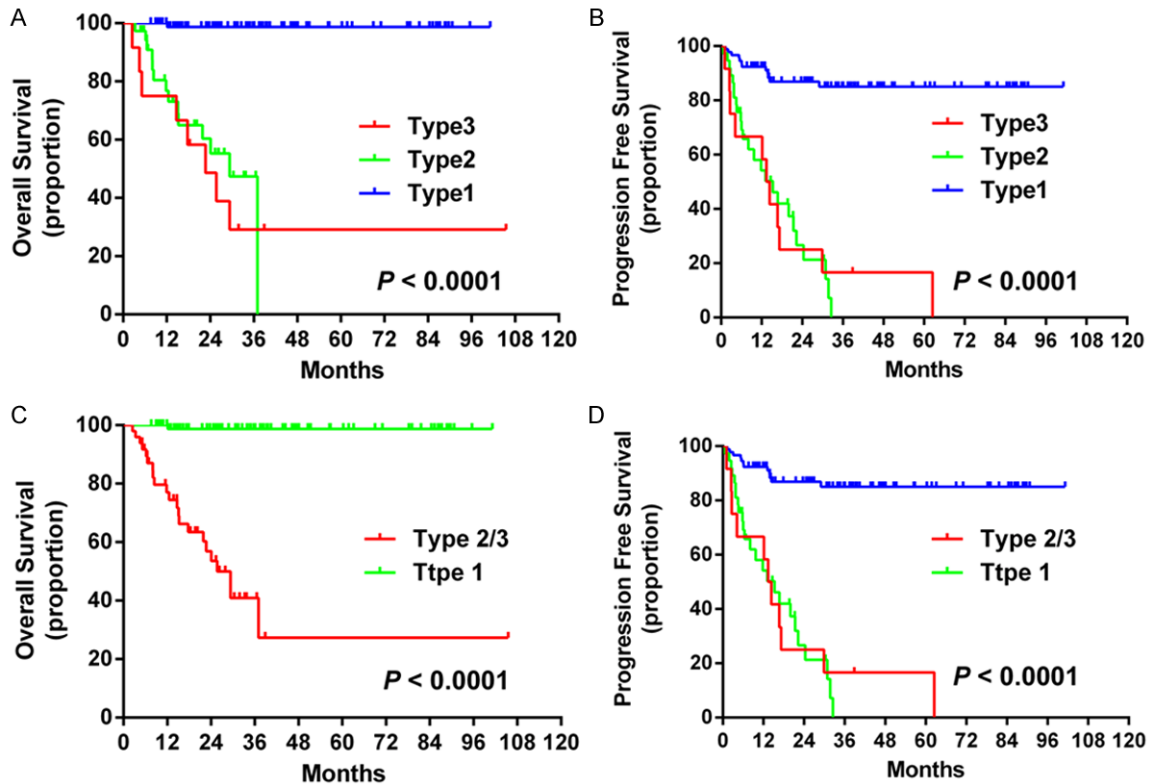 A
Overall Survival
(proportion)
100
80
60
40
20
0
Type3
Type2
Type1
P < 0.0001
0 12 24 36 48 60 72 84 96 108 120
Months
B
Progression Free Survival
(proportion)
100
80
60
40
20
0
Type3
Type2
Type1
P < 0.0001
0 12 24 36 48 60 72 84 96 108 120
Months
C
Overall Survival
(proportion)
100
80
60
40
20
0
Type 2/3
Ttpe 1
P < 0.0001
0 12 24 36 48 60 72 84 96 108 120
Months
D
Progression Free Survival
(proportion)
100
80
60
40
20
0
Type 2/3
Ttpe 1
P < 0.0001
0 12 24 36 48 60 72 84 96 108 120
Months